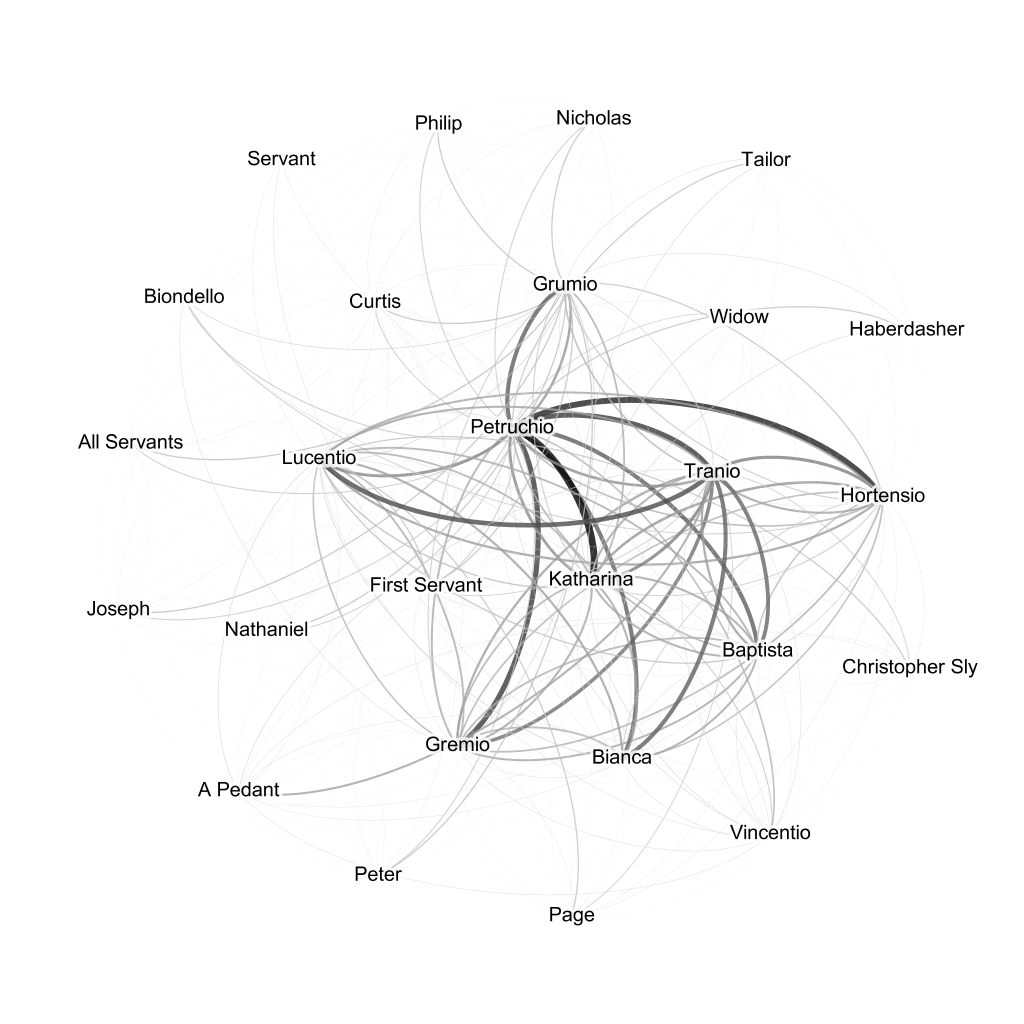 Nicholas
Philip
Servant
Tailor
Grumio
Biondello
Curtis
Widow
Haberdasher
Petruchio
All Servants
Lucentio
Tranio
Hortensio
Katharina
First Servant
Joseph
Nathaniel
Baptista
Christopher Sly
Gremio
Bianca
A Pedant
Vincentio
Peter
Page